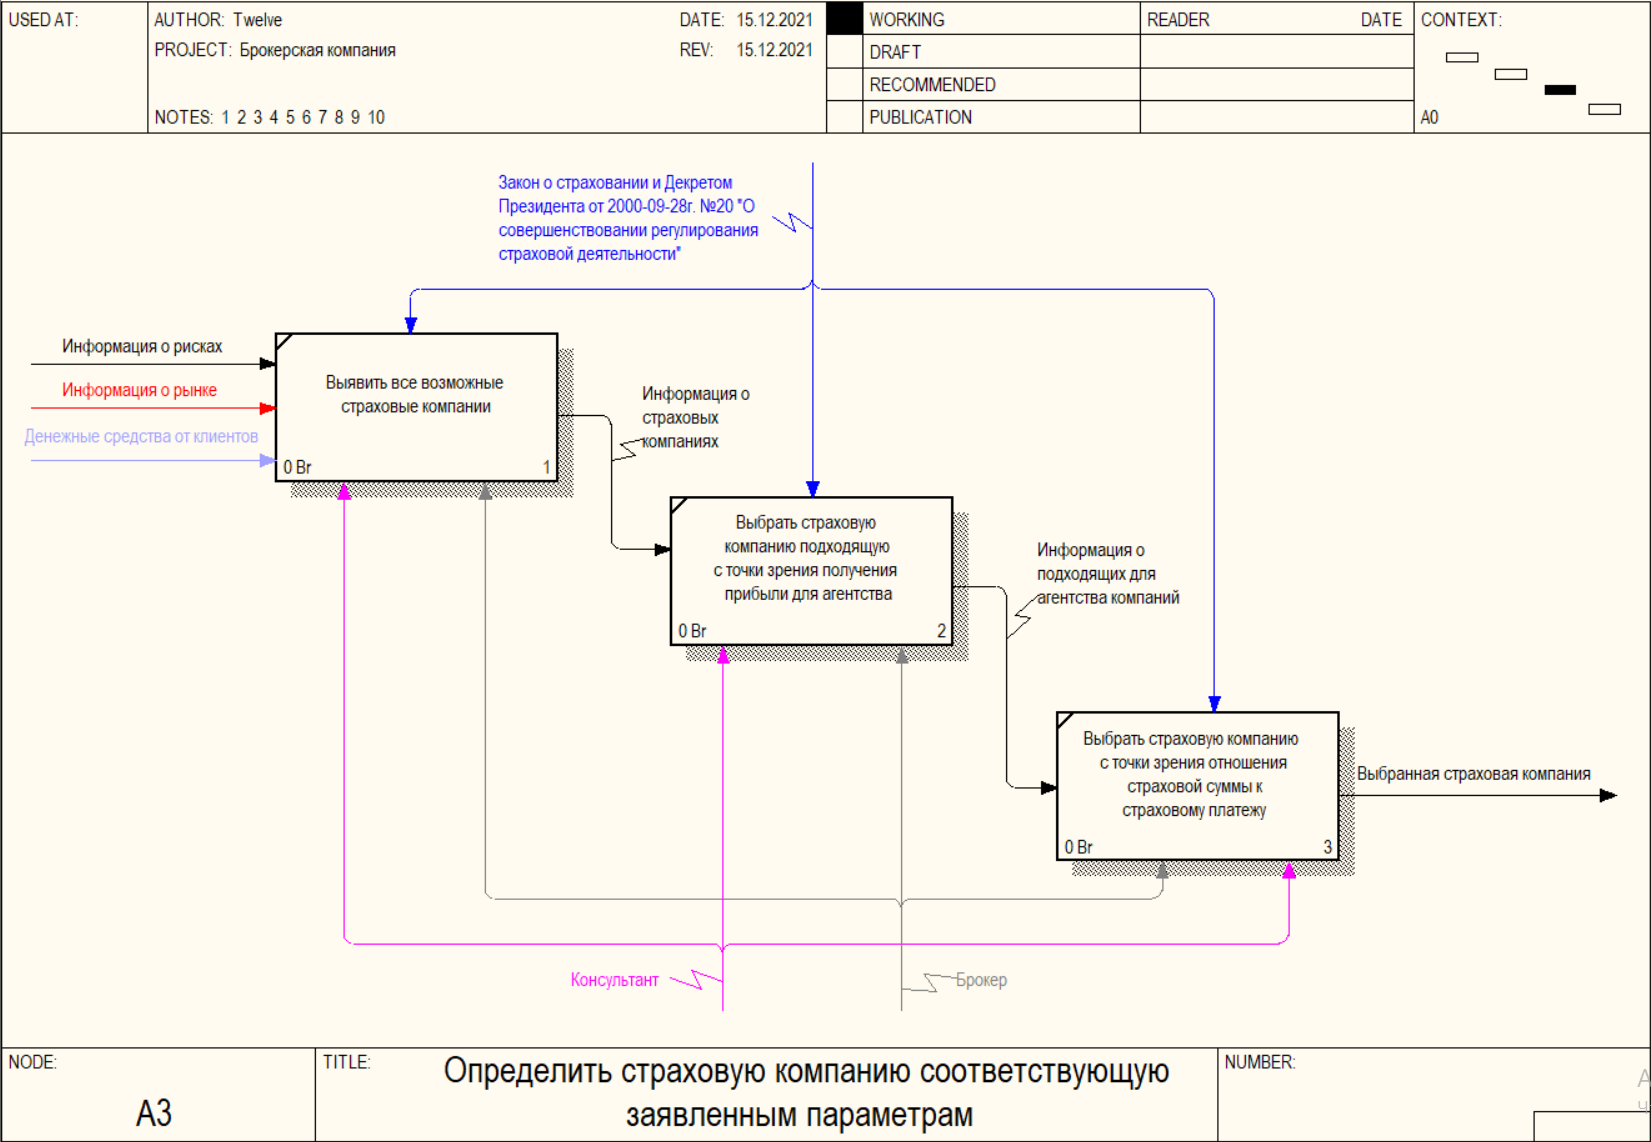 USED AT:
AUTHOR: Twelve
DATE: 15.12.2021
PROJECT: Брокерская компания
REV: 15.12.2021
NOTES: 1 2 3 4 5 6 7 8 9 10
WORKING
DRAFT
RECOMMENDED
PUBLICATION
READER
DATE
CONTEXT:
A0
Закон о страховании и Декретом
Президента от 2000-09-28г. №20 "О
совершенствовании регулирования
страховой деятельности"
Информация о рисках
Информация о рынке
Денежные средства от клиентов
Выявить все возможные
страховые компании
0 Br
1
Информация о
страховых
компаниях
Выбрать страховую
компанию подходящую
с точки зрения получения
прибыли для агентства
0 Br
2
Информация о
подходящих для
агентства компаний
Выбрать страховую компанию
с точки зрения отношения
страховой суммы к
страховому платежу
0 Br
3
Выбранная страховая компания
Консультант
Брокер
NODE:
A3
TITLE:
Определить страховую компанию соответствующую
заявленным параметрам
NUMBER: